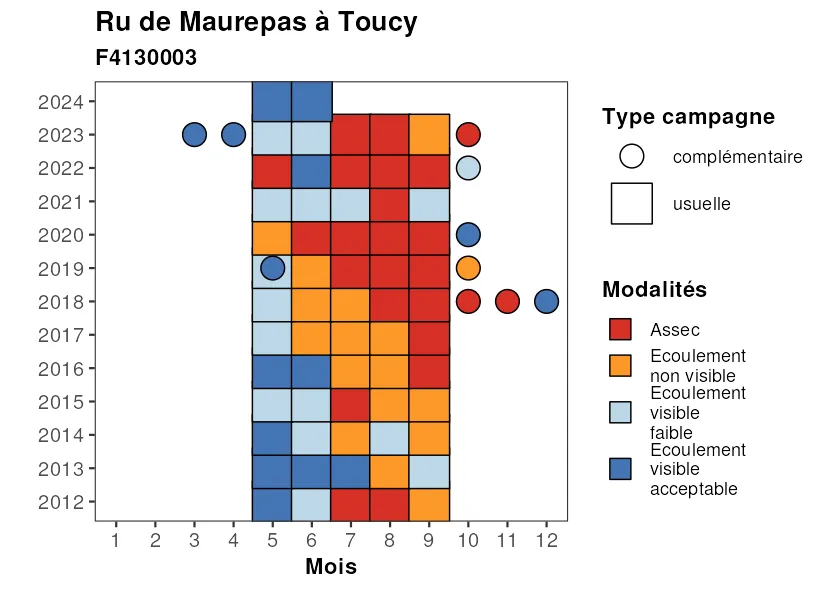 Ru de Maurepas à Toucy
F4130003
2024
2023
2022
2021
2020
2019
2018
2017
2016
2015
2014
2013
2012
1 2 3 4 5 6 7 8 9 10 11 12
Mois
Type campagne
complémentaire
usuelle
Modalités
Assec
Ecoulement
non visible
Ecoulement
visible
faible
Ecoulement
visible
acceptable